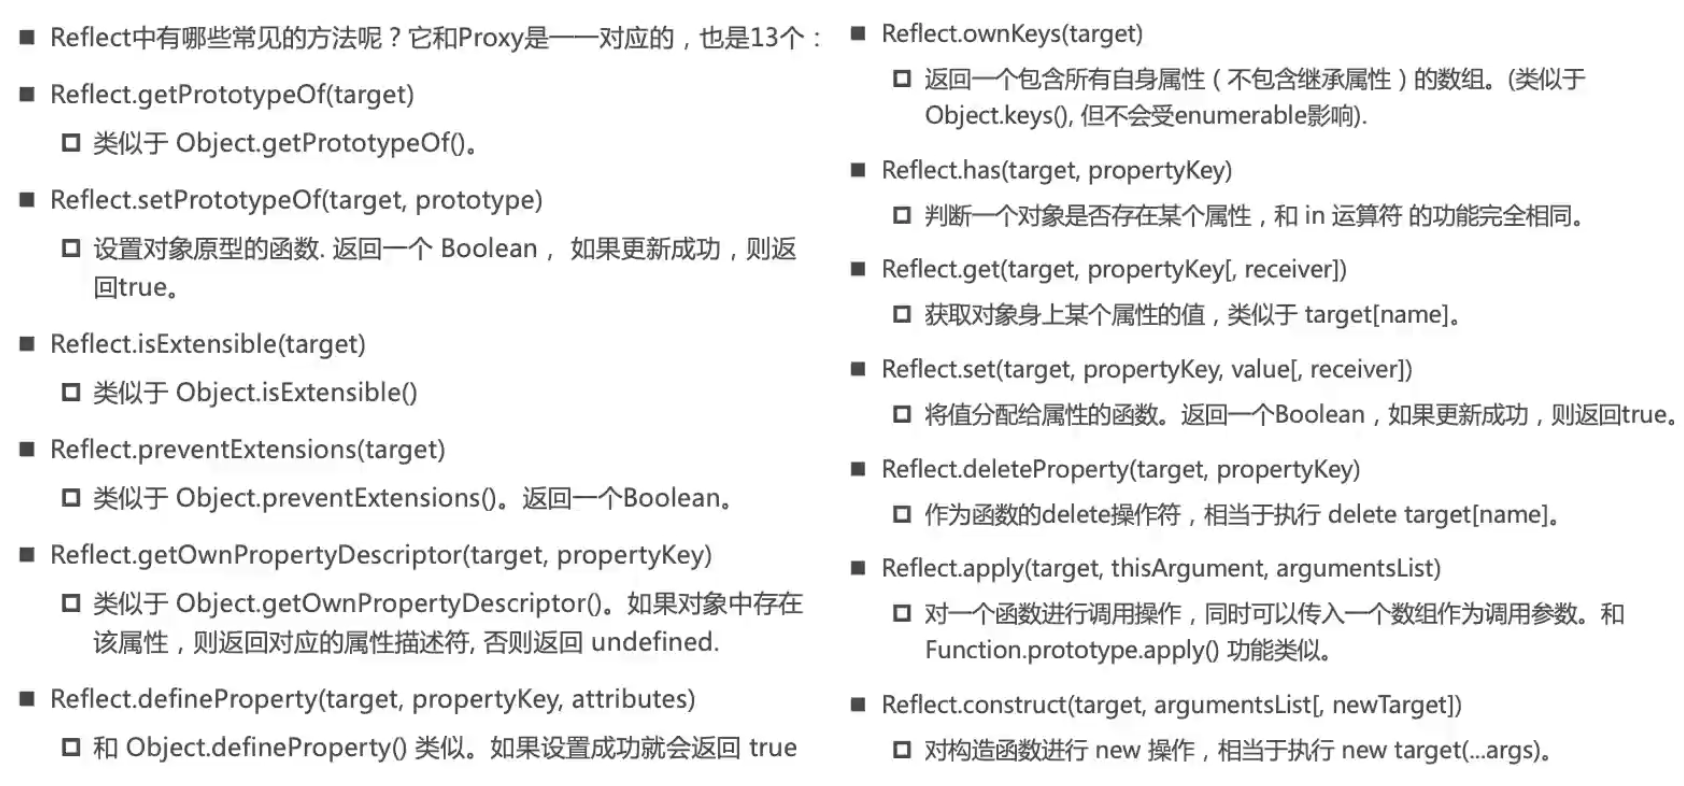 Reflect中有哪些常见的方法呢？它和Proxy是一一对应的，也是13个：
Reflect.getPrototypeOf(target)
类似于 Object.getPrototypeOf()。
Reflect.setPrototypeOf(target, prototype)
设置对象原型的函数. 返回一个 Boolean， 如果更新成功，则返
回true。
Reflect.isExtensible(target)
类似于 Object.isExtensible()
Reflect.preventExtensions(target)
类似于 Object.preventExtensions()。返回一个Boolean。
Reflect.getOwnPropertyDescriptor(target, propertyKey)
类似于 Object.getOwnPropertyDescriptor()。如果对象中存在
该属性，则返回对应的属性描述符, 否则返回 undefined.
Reflect.defineProperty(target, propertyKey, attributes)
和 Object.defineProperty() 类似。如果设置成功就会返回 true
Reflect.ownKeys(target)
返回一个包含所有自身属性（不包含继承属性）的数组。(类似于
Object.keys(), 但不会受enumerable影响).
Reflect.has(target, propertyKey)
判断一个对象是否存在某个属性，和 in 运算符 的功能完全相同。
Reflect.get(target, propertyKey[, receiver])
获取对象身上某个属性的值，类似于 target[name]。
Reflect.set(target, propertyKey, value[, receiver])
将值分配给属性的函数。返回一个Boolean，如果更新成功，则返回true。
Reflect.deleteProperty(target, propertyKey)
作为函数的delete操作符，相当于执行 delete target[name]。
Reflect.apply(target, thisArgument, argumentsList)
对一个函数进行调用操作，同时可以传入一个数组作为调用参数。和
Function.prototype.apply() 功能类似。
Reflect.construct(target, argumentsList[, newTarget])
对构造函数进行 new 操作，相当于执行 new target(...args)。